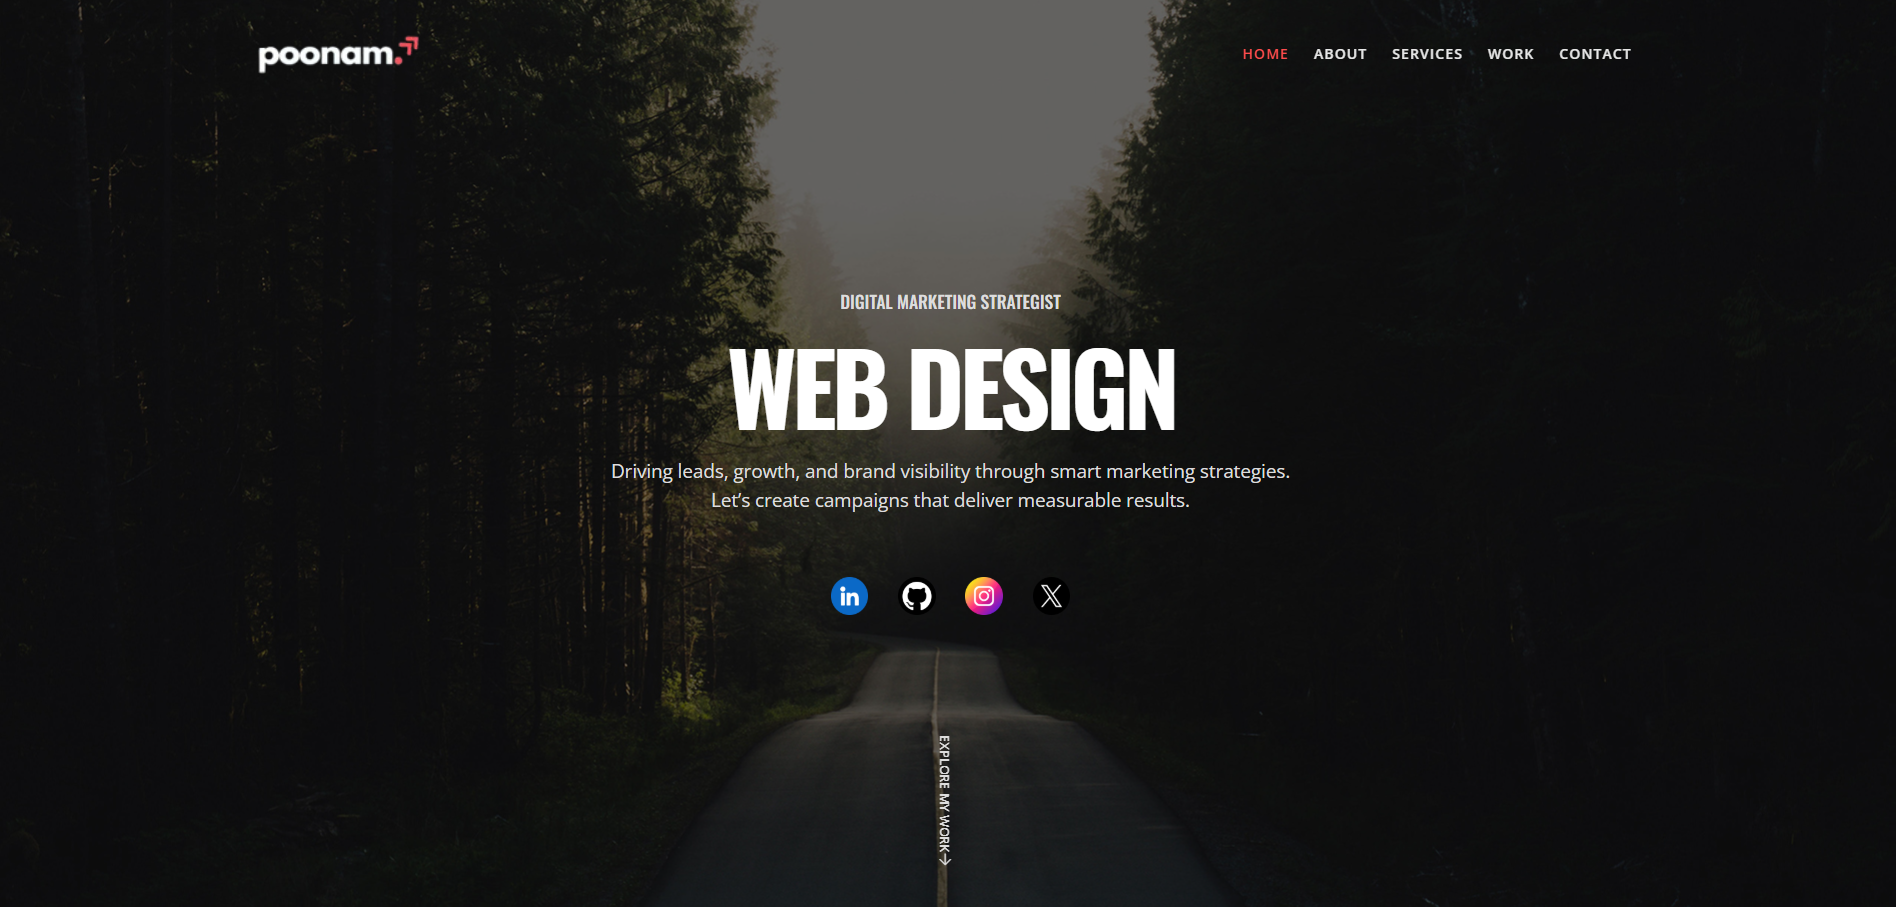 poonam.
HOME ABOUT SERVICES WORK CONTACT
DIGITAL MARKETING STRATEGIST
WEB DESIGN
Driving leads, growth, and brand visibility through smart marketing strategies.
Let’s create campaigns that deliver measurable results.
in
X
EXPLORE MY WORK→